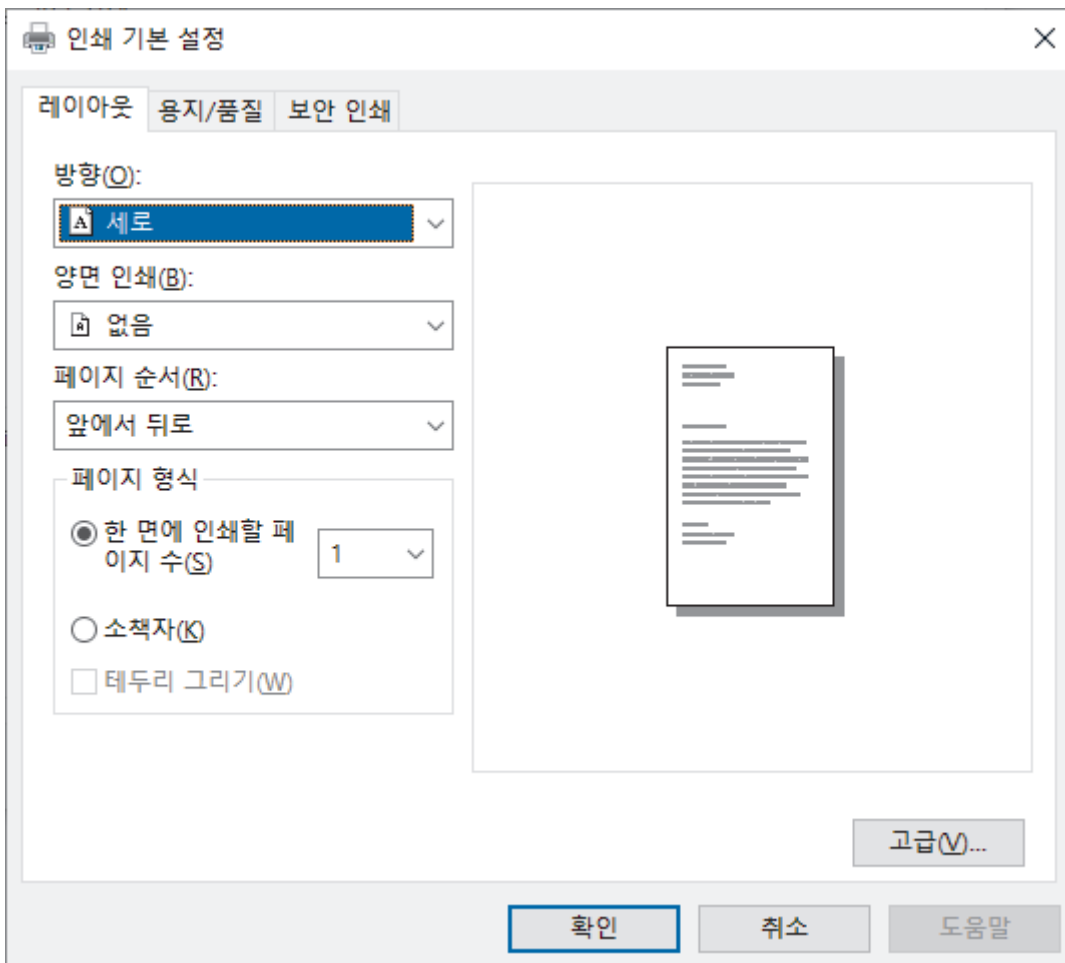 인쇄 기본 설정
레이아웃 용지/품질 보안 인쇄
방향(O):
세로
양면 인쇄(B):
없음
페이지 순서(R):
앞에서 뒤로
페이지 형식
한 면에 인쇄할 페
이지 수(S)
1
소책자(K)
테두리 그리기(W)
고급(V)...
확인 취소 도움말